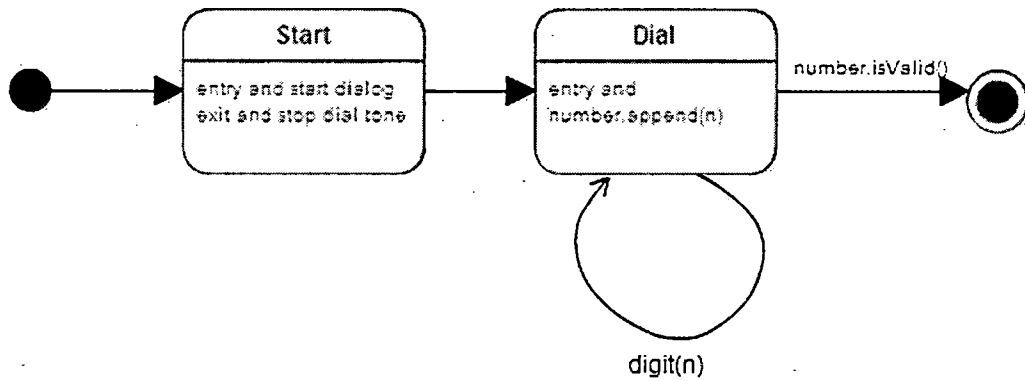 Start
entry and start dialog
exit and stop dial tone
Dial
entry and
number.append(n)
number.isValid()
digit(n)